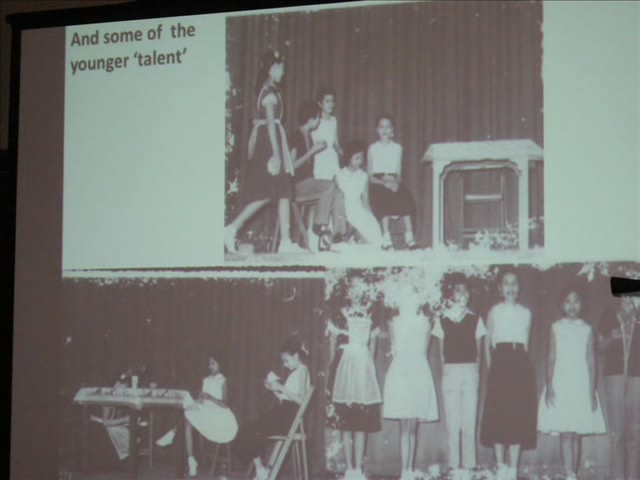 And some of the
younger ‘talent’